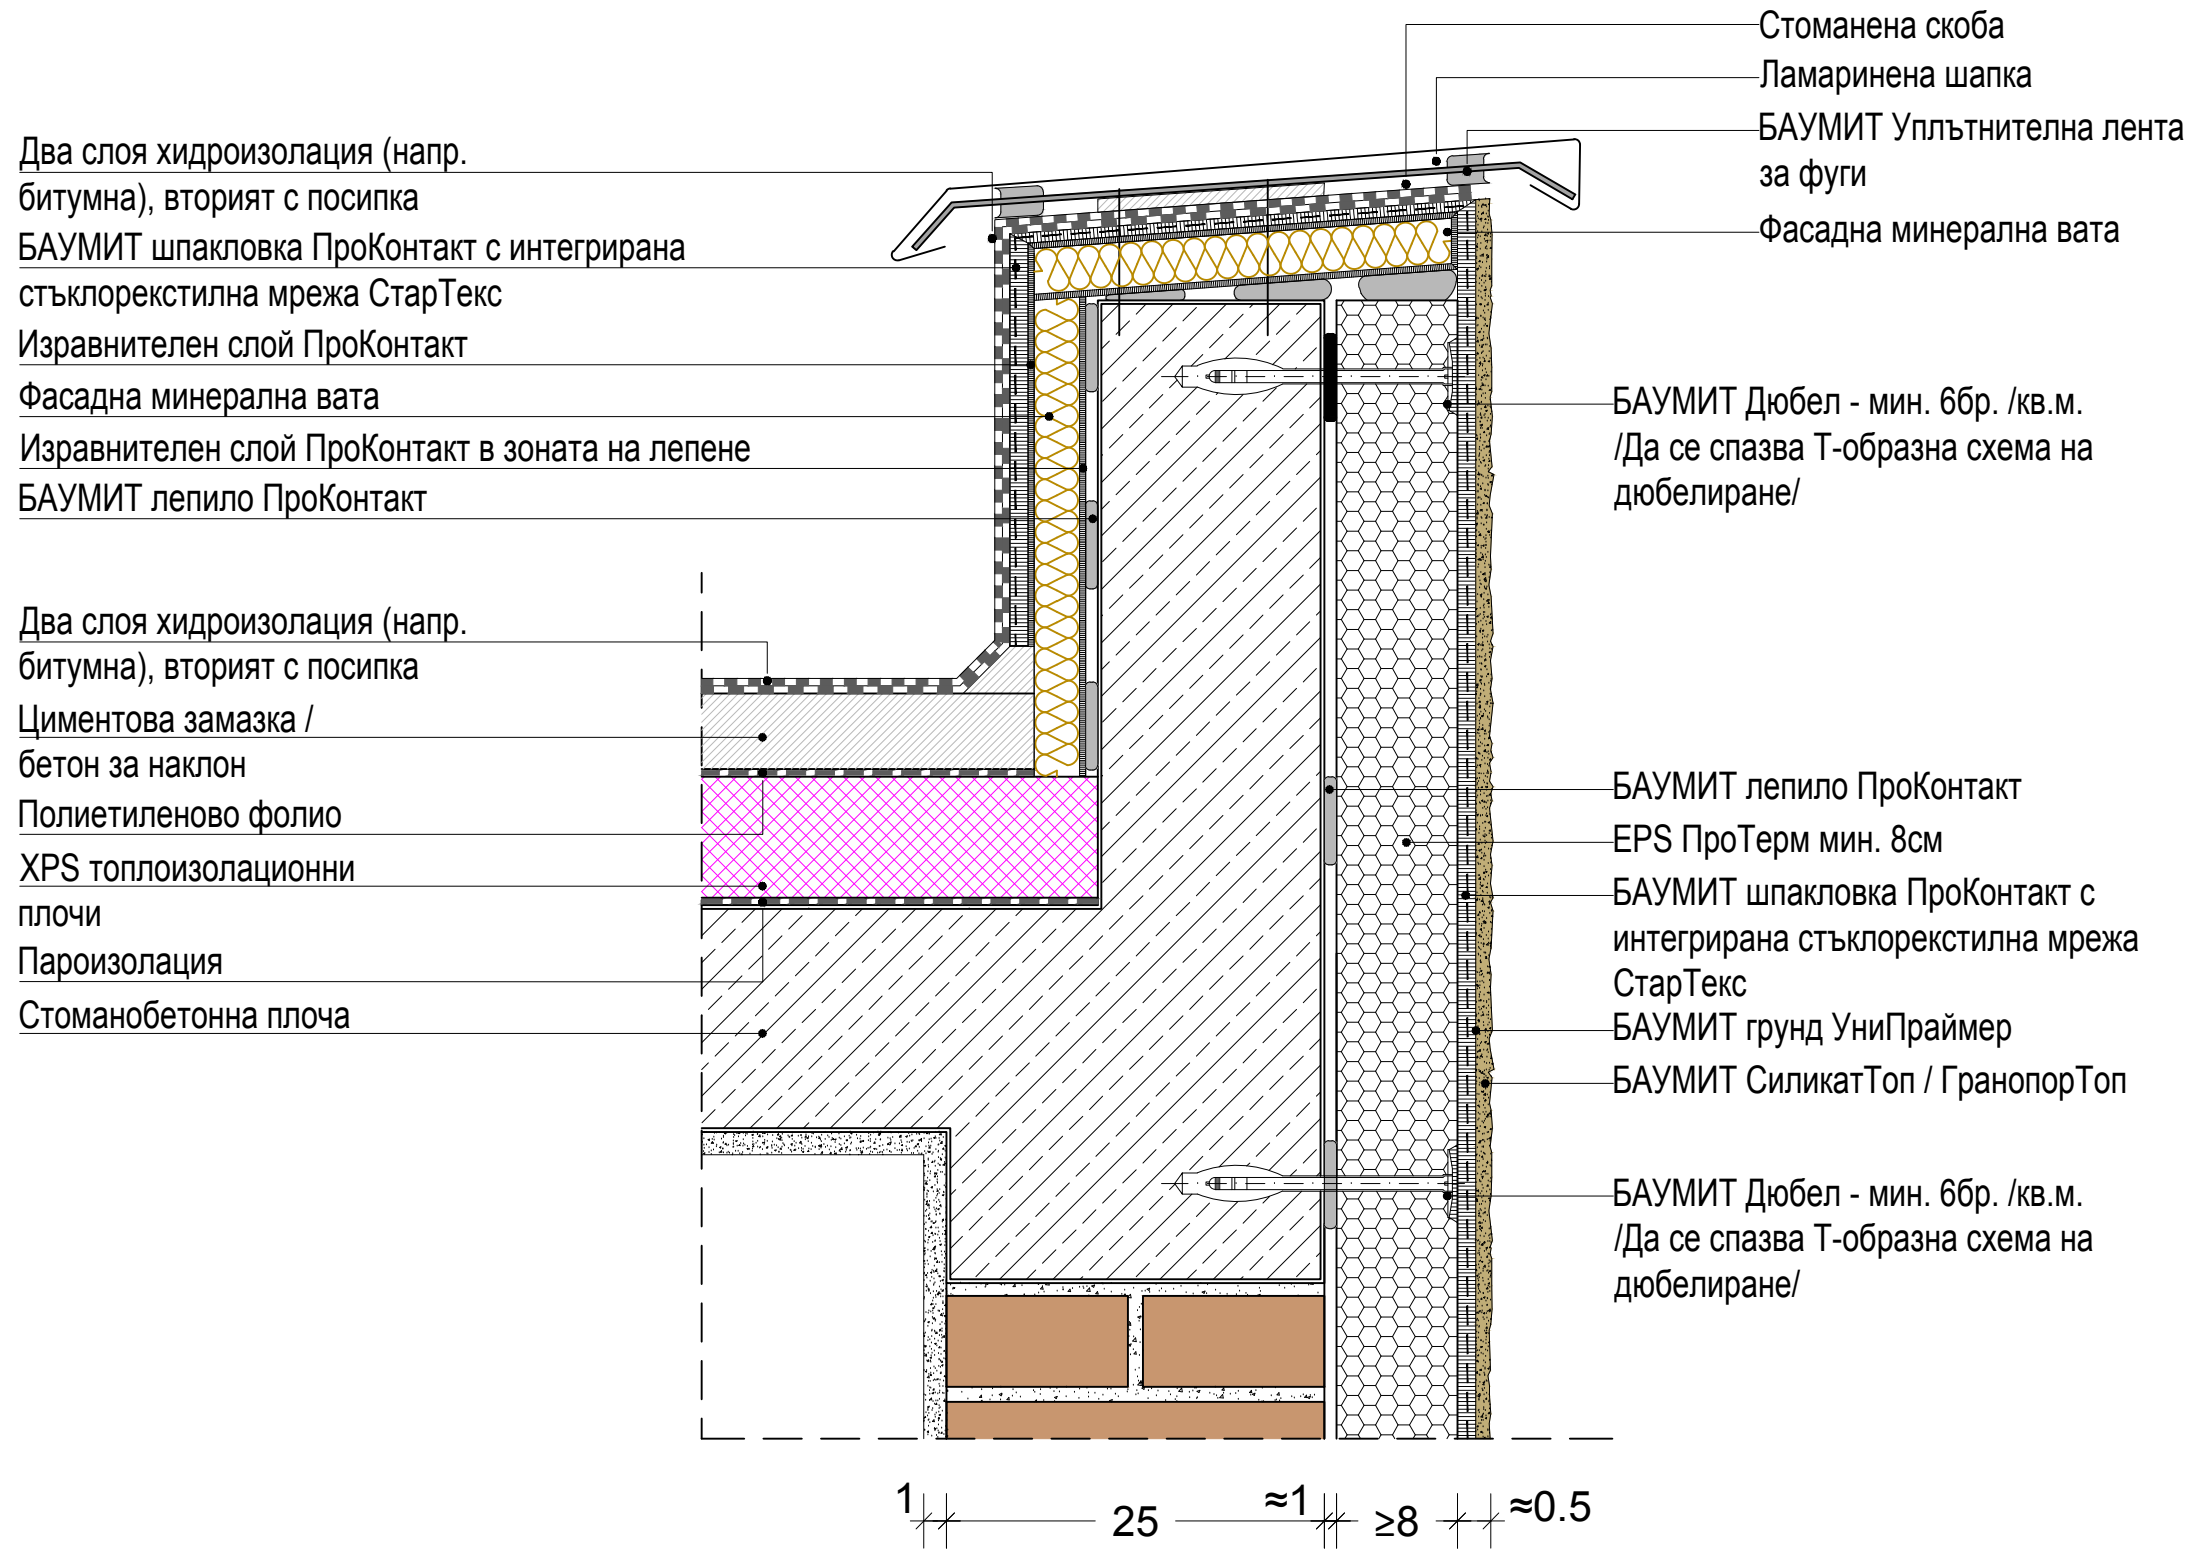 Два слоя хидроизолация (напр.
битумна), вторият с посипка
БАУМИТ шпакловка ПроКонтакт с интегрирана
стъклорекстилна мрежа СтарТекс
Изравнителен слой ПроКонтакт
Фасадна минерална вата
Изравнителен слой ПроКонтакт в зоната на лепене
БАУМИТ лепило ПроКонтакт
Два слоя хидроизолация (напр.
битумна), вторият с посипка
Циментова замазка /
бетон за наклон
Полиетиленово фолио
XPS топлоизолационни
плочи
Пароизолация
Стоманобетонна плоча
Стоманена скоба
Ламаринена шапка
БАУМИТ Уплътнителна лента
за фуги
Фасадна минерална вата
БАУМИТ Дюбел - мин. 6бр. /кв.м.
/Да се спазва Т-образна схема на
дюбелиране/
БАУМИТ лепило ПроКонтакт
EPS ПроТерм мин. 8см
БАУМИТ шпакловка ПроКонтакт с
интегрирана стъклорекстилна мрежа
СтарТекс
БАУМИТ грунд УниПраймер
БАУМИТ СиликатТоп / ГранопорТоп
БАУМИТ Дюбел - мин. 6бр. /кв.м.
/Да се спазва Т-образна схема на
дюбелиране/
1 25 ≈1 ≥8 ≈0.5